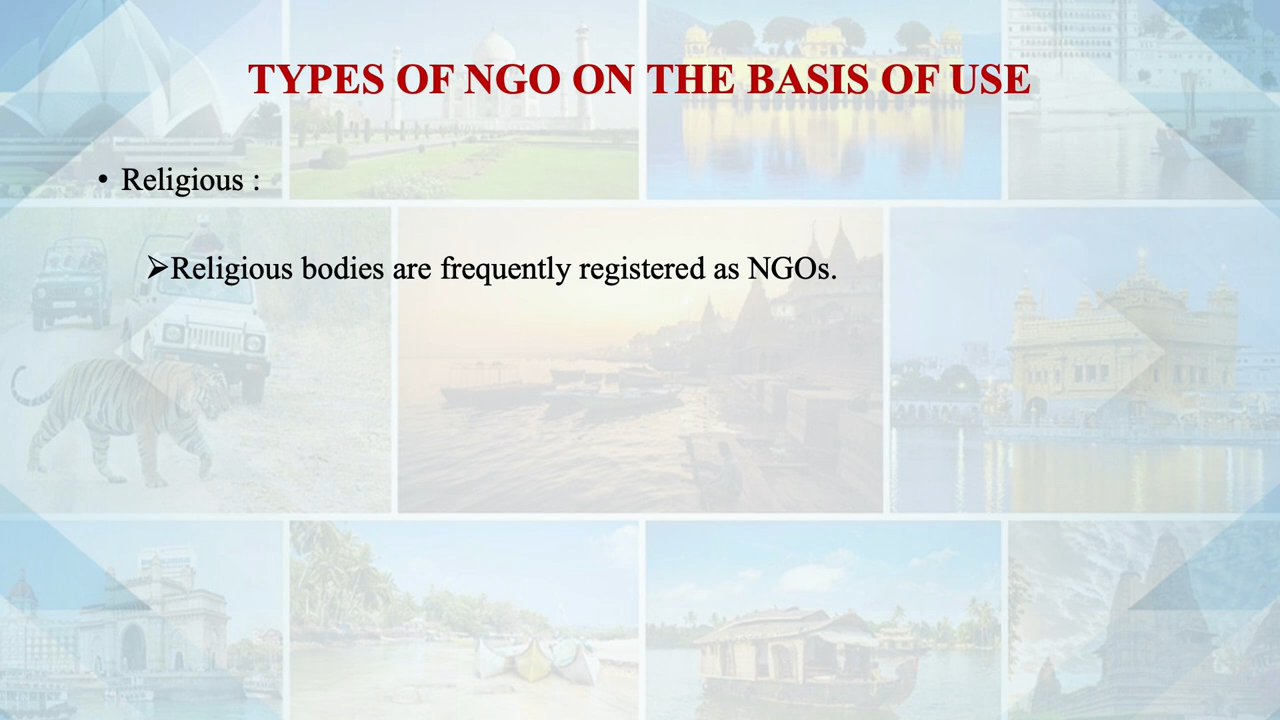 TYPES OF NGO ON THE BASIS OF USE
• Religious :
➢Religious bodies are frequently registered as NGOs.